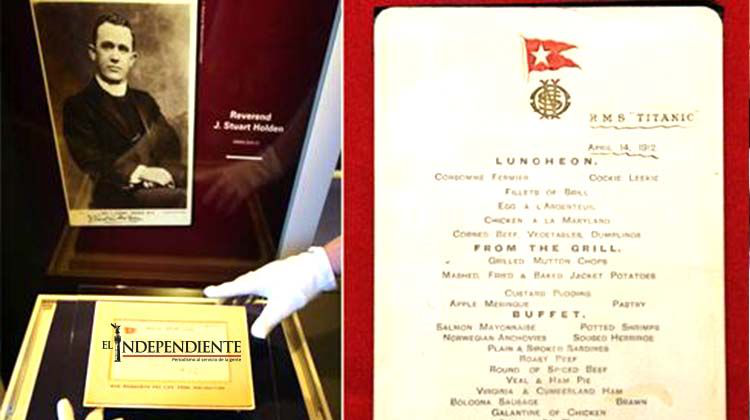 Reverend
J. Stuart Holden
EL INDEPENDIENTE
Periodismo al servicio de la gente
R.M.S. "TITANIC"
APRIL 14, 1912
LUNCHEON.
CONSOMME FERMIER COCKIE LEEKIE
FILLETS OF BRILL
EGG A L'ARGENTEUIL
CHICKEN A LA MARYLAND
CORNED BEEF, VEGETABLES, DUMPLINGS
FROM THE GRILL.
GRILLED MUTTON CHOPS
MASHED, FRIED & BAKED JACKET POTATOES
CUSTARD PUDDING
APPLE MERINGUE PASTRY
BUFFET.
SALMON MAYONNAISE POTTED SHRIMPS
NORWEGIAN ANCHOVIES SOUSED HERRINGS
PLAIN & SMOKED SARDINES
ROAST BEEF
ROUND OF SPICED BEEF
VEAL & HAM PIE
VIRGINIA & CUMBERLAND HAM
BOLOGNA SAUSAGE BRAWN
GALANTINE OF CHICKEN